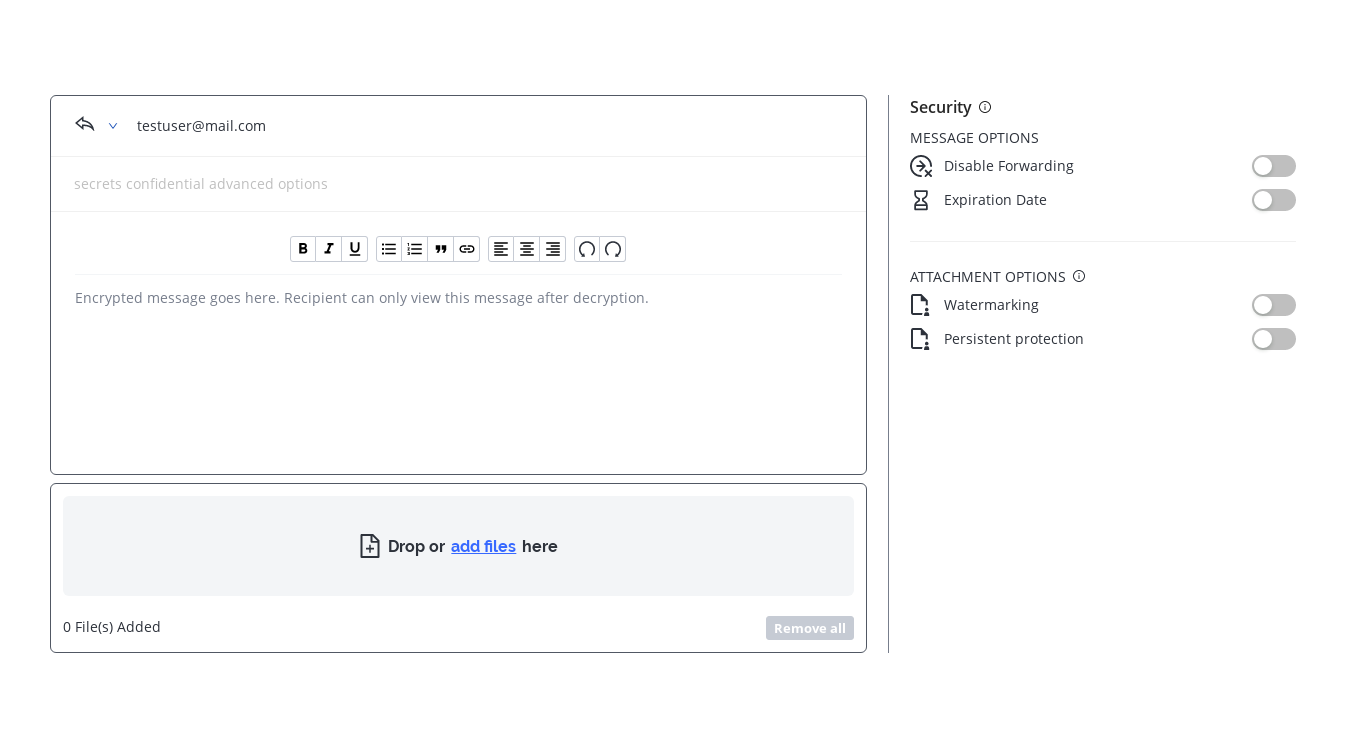 testuser@mail.com
secrets confidential advanced options
Encrypted message goes here. Recipient can only view this message after decryption.
Drop or add files here
0 File(s) Added
Remove all
Security
MESSAGE OPTIONS
Disable Forwarding
Expiration Date
ATTACHMENT OPTIONS
Watermarking
Persistent protection